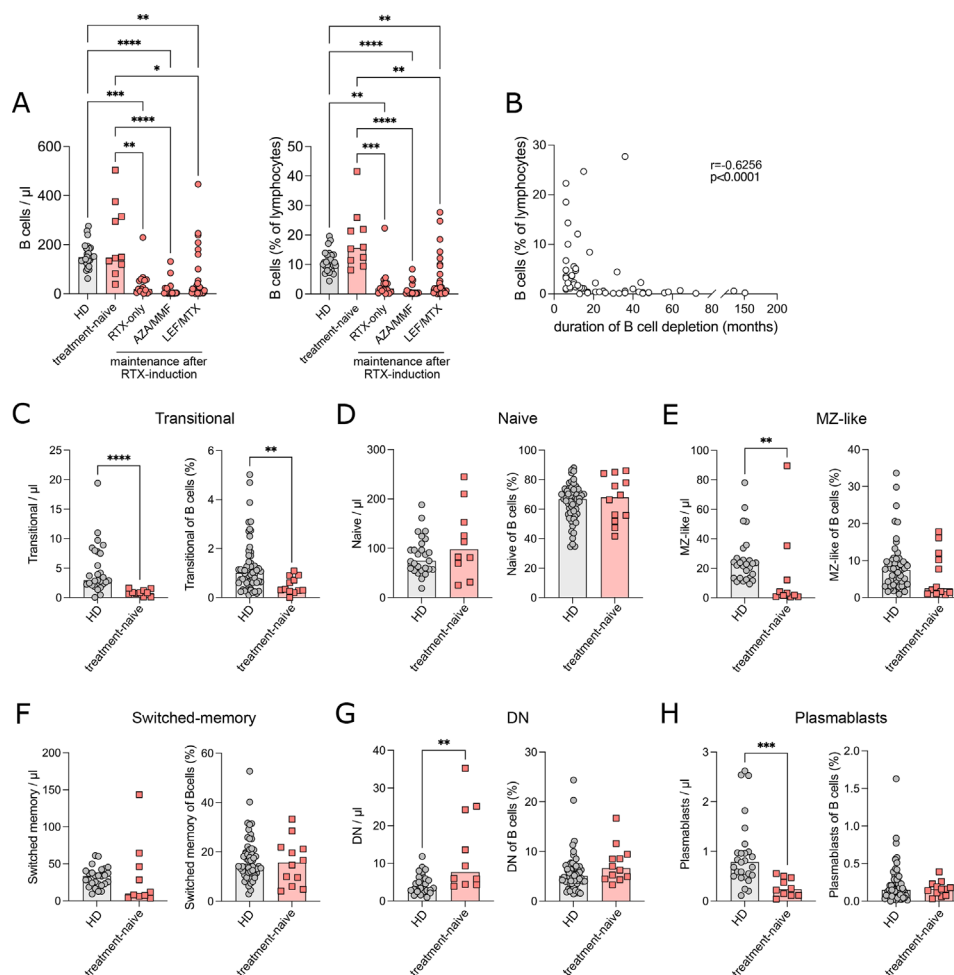 A
**
****
*
***
****
**
B cells / µl
600
400
200
0
HD
treatment-naive
RTX-only
AZA/MMF
LEF/MTX
maintenance after
RTX-induction
**
****
**
**
****
***
B cells (% of lymphocytes)
50
40
30
20
10
0
HD
treatment-naive
RTX-only
AZA/MMF
LEF/MTX
maintenance after
RTX-induction
B
B cells (% of lymphocytes)
30
20
10
0
r=-0.6256
p<0.0001
0 20 40 60 80 150 200
duration of B cell depletion (months)
C
Transitional
Transitional / µl
25
20
15
10
5
0
****
HD
treatment-naive
Transitional of B cells (%)
6
4
2
0
**
HD
treatment-naive
D
Naive
Naive / µl
300
200
100
0
HD
treatment-naive
Naive of B cells (%)
100
80
60
40
20
0
HD
treatment-naive
E
MZ-like
MZ-like / µl
100
80
60
40
20
0
**
HD
treatment-naive
MZ-like of B cells (%)
40
30
20
10
0
HD
treatment-naive
F
Switched-memory
Switched memory / µl
200
150
100
50
0
HD
treatment-naive
Switched memory of Bcells (%)
60
40
20
0
HD
treatment-naive
G
DN
DN / µl
40
30
20
10
0
**
HD
treatment-naive
DN of B cells (%)
30
20
10
0
HD
treatment-naive
H
Plasmablasts
Plasmablasts / µl
3
2
1
0
***
HD
treatment-naive
Plasmablasts of B cells (%)
2.0
1.5
1.0
0.5
0.0
HD
treatment-naive